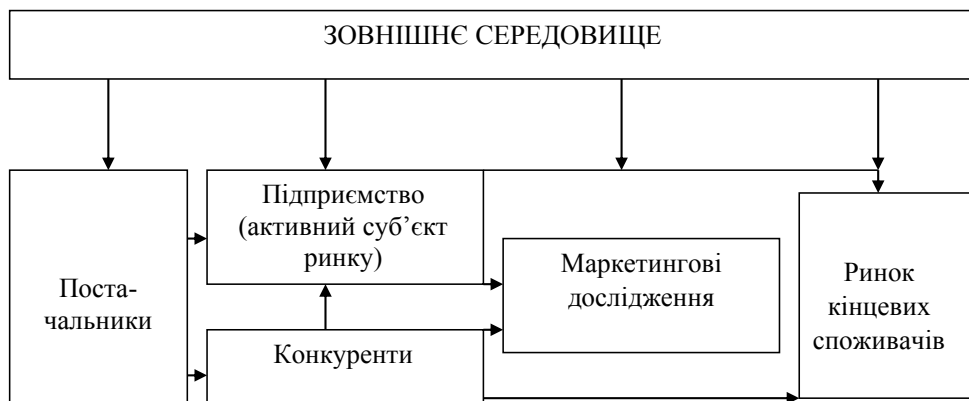 ЗОВНІШНЄ СЕРЕДОВИЩЕ
Поста-
чальники
Підприємство
(активний суб’єкт
ринку)
Конкуренти
Маркетингові
дослідження
Ринок
кінцевих
споживачів